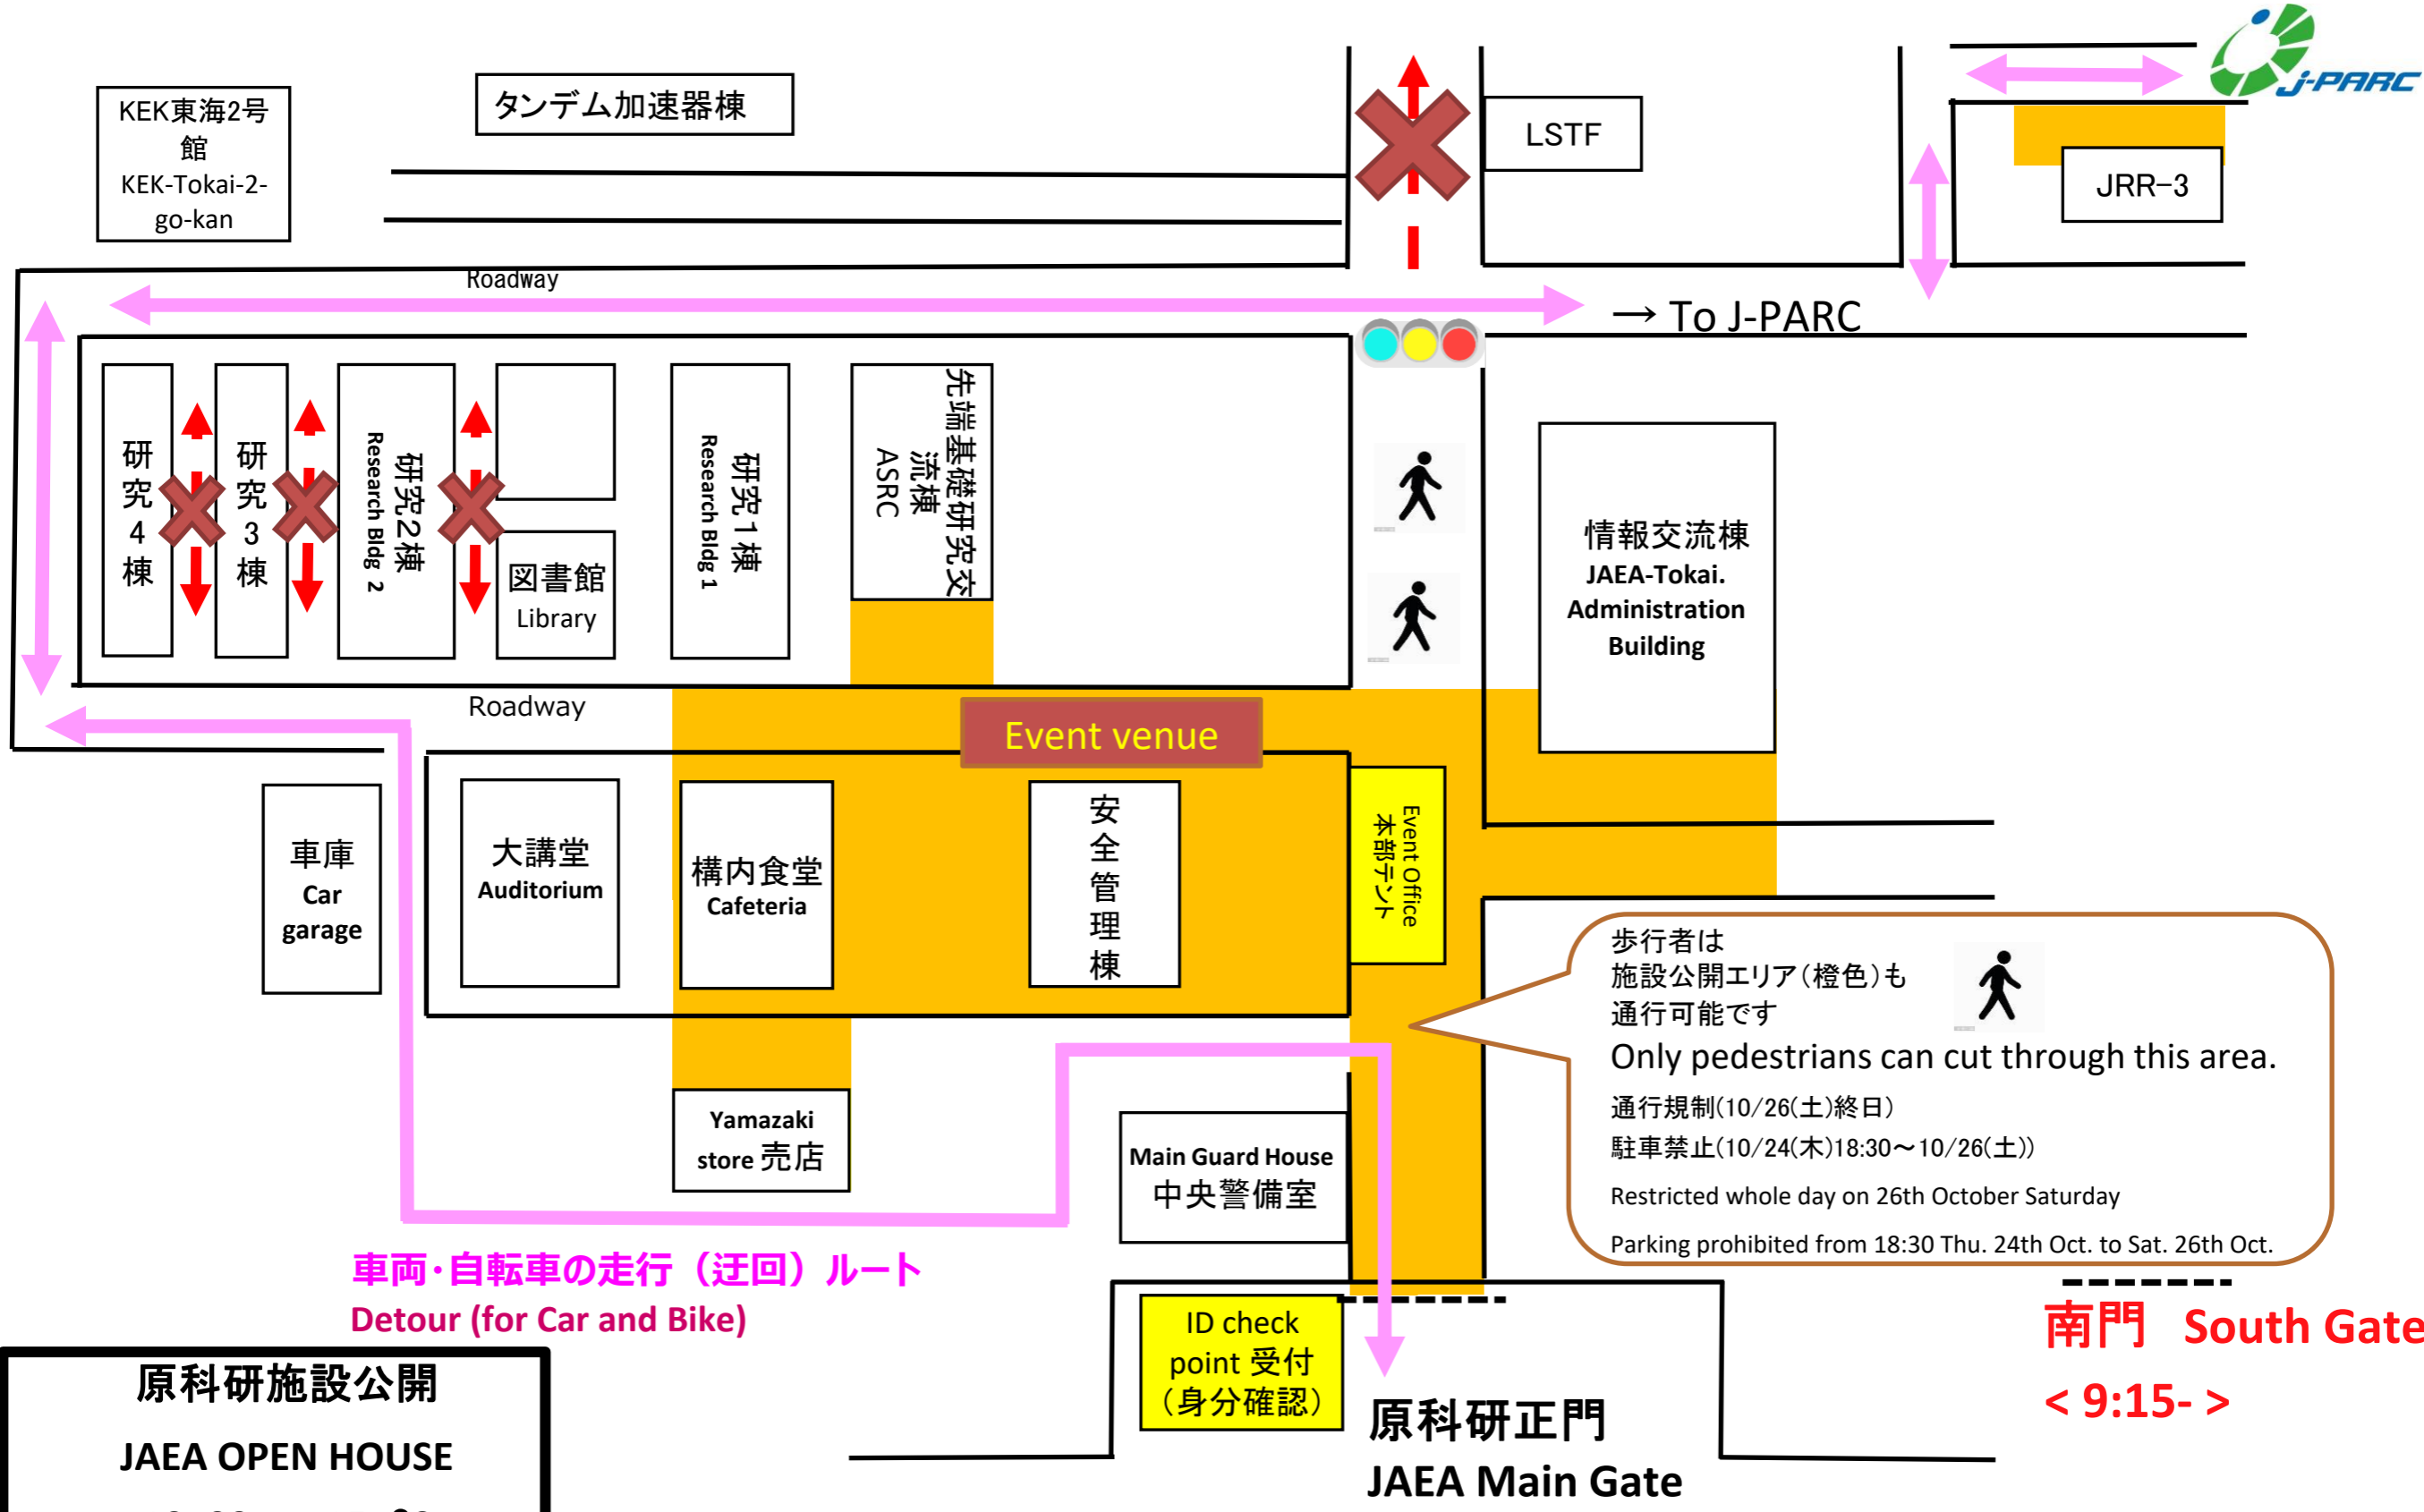 J-PARC
KEK東海2号
館
KEK-Tokai-2-
go-kan
タンデム加速器棟
LSTF
JRR-3
Roadway
→ To J-PARC
研
究
4
棟
研
究
3
棟
研究2棟
Research Bldg 2
図書館
Library
研究1棟
Research Bldg 1
先端基礎研究交
流棟
ASRC
情報交流棟
JAEA-Tokai.
Administration
Building
Roadway
Event venue
車庫
Car
garage
大講堂
Auditorium
構内食堂
Cafeteria
安
全
管
理
棟
Event Office
本部テント
歩行者は
施設公開エリア(橙色)も
通行可能です
Only pedestrians can cut through this area.
通行規制(10/26(土)終日)
駐車禁止(10/24(木)18:30~10/26(土))
Restricted whole day on 26th October Saturday
Parking prohibited from 18:30 Thu. 24th Oct. to Sat. 26th Oct.
Yamazaki
store 売店
Main Guard House
中央警備室
車両・自転車の走行（迂回）ルート
Detour (for Car and Bike)
ID check
point 受付
（身分確認）
南門 South Gate
< 9:15- >
原科研正門
JAEA Main Gate
原科研施設公開
JAEA OPEN HOUSE